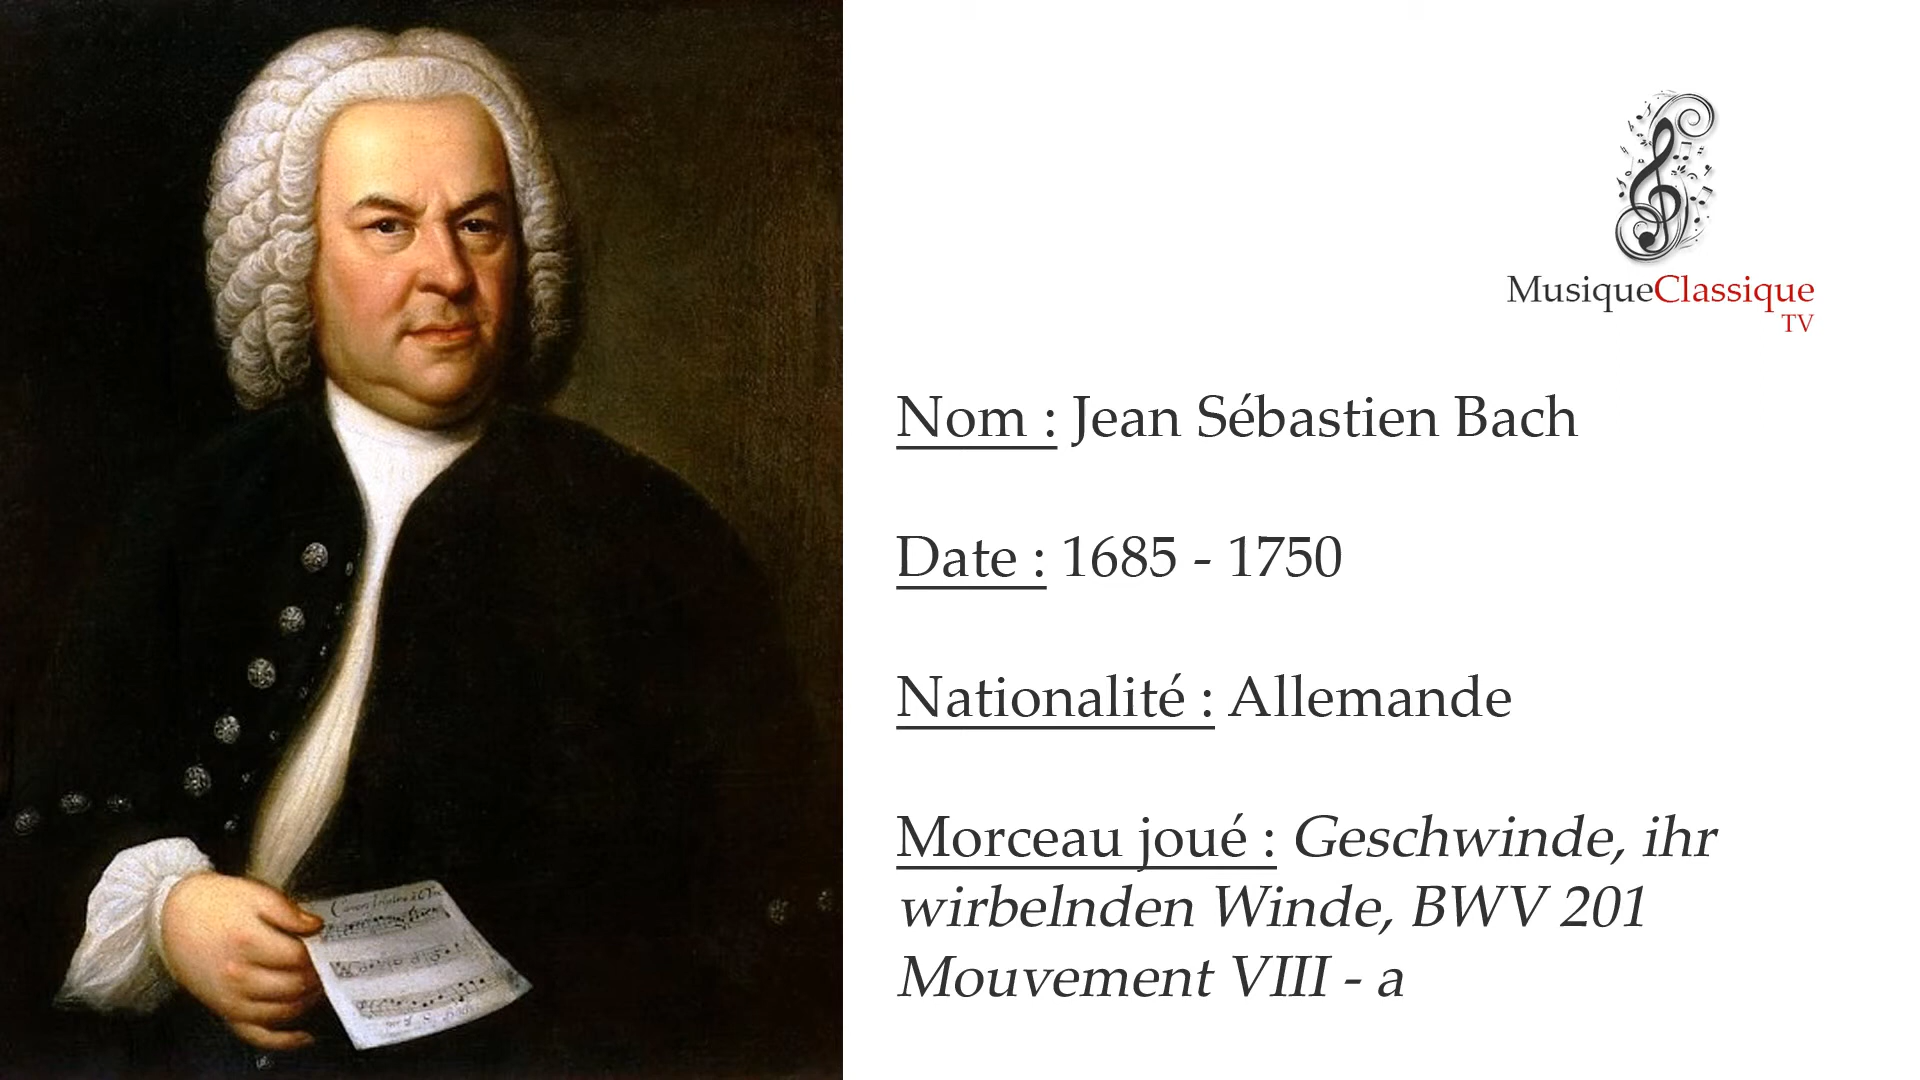 MusiqueClassique
TV
Nom : Jean Sébastien Bach
Date : 1685 - 1750
Nationalité : Allemande
Morceau joué : Geschwinde, ihr
wirbelnden Winde, BWV 201
Mouvement VIII - a